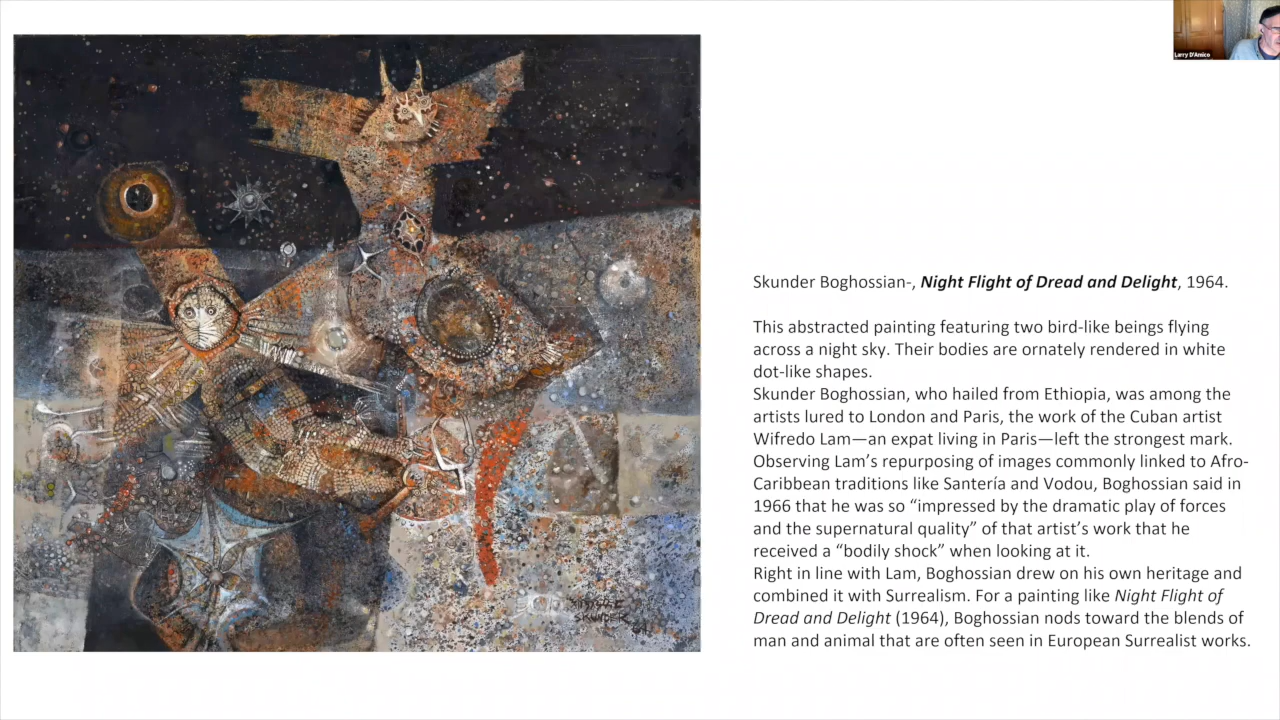 Larry D'Amico
Skunder Boghossian-, Night Flight of Dread and Delight, 1964.
This abstracted painting featuring two bird-like beings flying
across a night sky. Their bodies are ornately rendered in white
dot-like shapes.
Skunder Boghossian, who hailed from Ethiopia, was among the
artists lured to London and Paris, the work of the Cuban artist
Wifredo Lam—an expat living in Paris—left the strongest mark.
Observing Lam's repurposing of images commonly linked to Afro-
Caribbean traditions like Santería and Vodou, Boghossian said in
1966 that he was so “impressed by the dramatic play of forces
and the supernatural quality” of that artist's work that he
received a “bodily shock” when looking at it.
Right in line with Lam, Boghossian drew on his own heritage and
combined it with Surrealism. For a painting like Night Flight of
Dread and Delight (1964), Boghossian nods toward the blends of
man and animal that are often seen in European Surrealist works.
SKUNDER